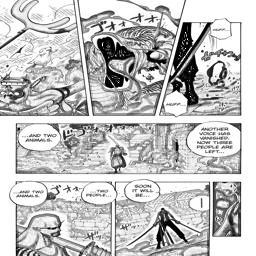 HUFF...
HUFF...
...AND TWO
ANIMALS.
ANOTHER
VOICE HAS
VANISHED.
NOW THREE
PEOPLE ARE
LEFT...
...AND TWO
ANIMALS.
TWO
PEOPLE...
SOON
IT WILL
BE...